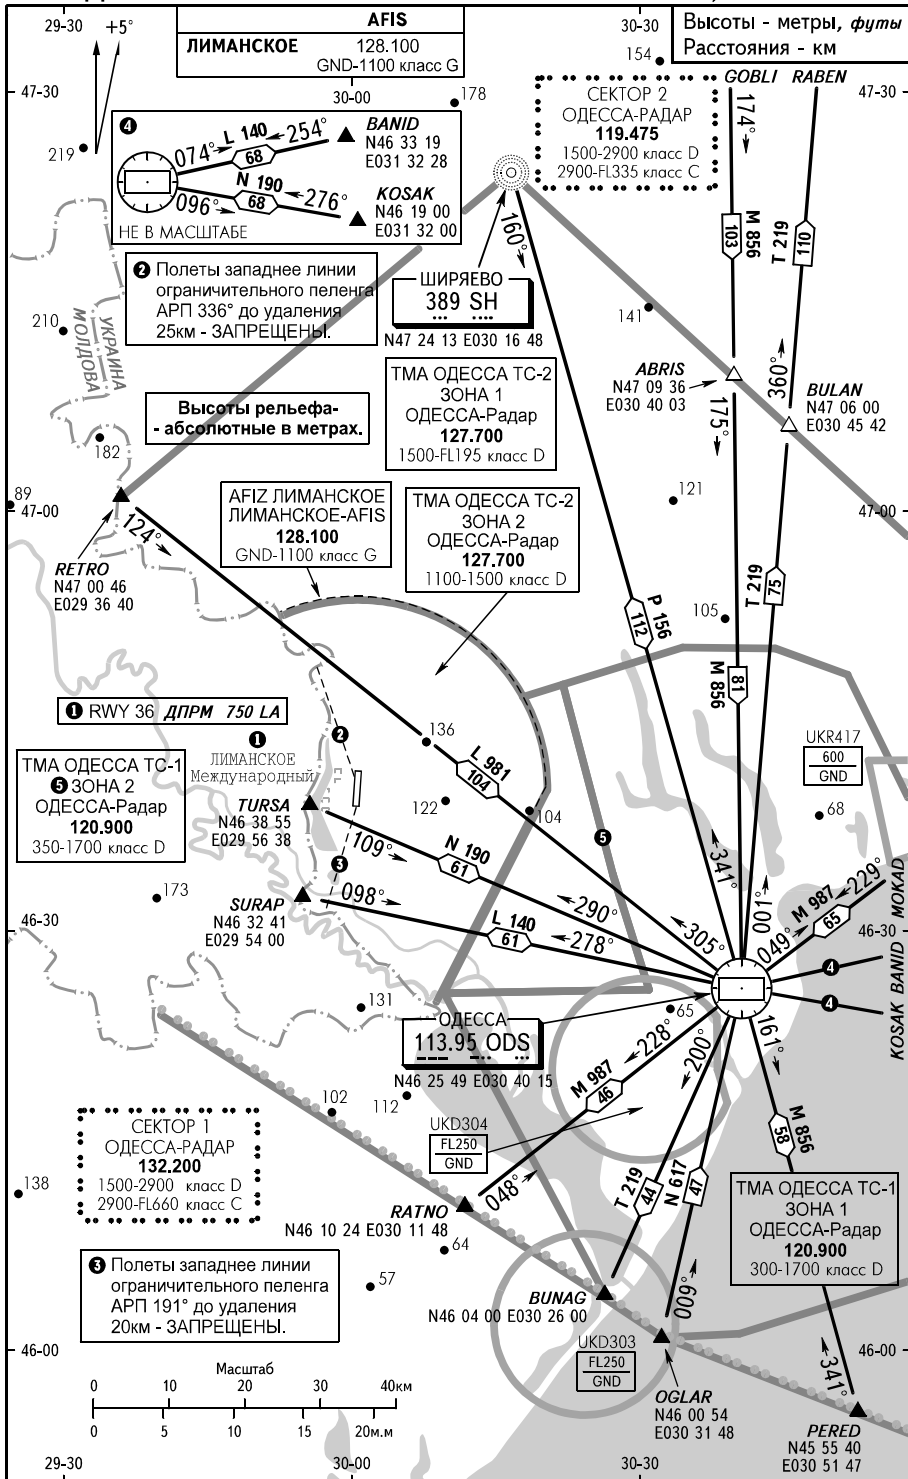 29-30
+5°
AFIS
ЛИМАНСКОЕ
128.100
GND-1100 класс G
30-00
30-30
Высоты - метры, футы
Расстояния - км
154
GOBLI RABEN
47-30
47-30
178
219
СЕКТОР 2
ОДЕССА-РАДАР
119.475
1500-2900 класс D
2900-FL335 класс C
174°
4
074°
L 140
68
254°
BANID
N46 33 19
E031 32 28
096°
N 190
68
276°
KOSAK
N46 19 00
E031 32 00
НЕ В МАСШТАБЕ
160°
M 856
103
T 219
110
2 Полеты западнее линии
ограничительного пеленга
АРП 336° до удаления
25км - ЗАПРЕЩЕНЫ.
ШИРЯЕВО
389 SH
N47 24 13 E030 16 48
210
УКРАИНА
МОЛДОВА
141
ABRIS
N47 09 36
E030 40 03
360°
BULAN
N47 06 00
E030 45 42
ТМА ОДЕССА ТС-2
ЗОНА 1
ОДЕССА-Радар
127.700
1500-FL195 класс D
Высоты рельефа-
- абсолютные в метрах.
175°
182
89
47-00
47-00
124°
121
AFIZ ЛИМАНСКОЕ
ЛИМАНСКОЕ-AFIS
128.100
GND-1100 класс G
ТМА ОДЕССА ТС-2
ЗОНА 2
ОДЕССА-Радар
127.700
1100-1500 класс D
RETRO
N47 00 46
E029 36 40
T 219
75
P 156
112
105
M 856
81
1 RWY 36 ДПРМ 750 LA
2
136
1
ЛИМАНСКОЕ
Международный
L 981
104
UKR417
600
GND
ТМА ОДЕССА ТС-1
5 ЗОНА 2
ОДЕССА-Радар
120.900
350-1700 класс D
TURSA
N46 38 55
E029 56 38
122
104
68
5
109°
N 190
61
3
341°
173
098°
SURAP
N46 32 41
E029 54 00
290°
L 140
61
278°
305°
001°
049°
M 987
65
229°
MOKAD
46-30
46-30
4
4
KOSAK BANID
131
ОДЕССА
113.95 ODS
N46 25 49 E030 40 15
65
228°
200°
161°
M 987
46
102
112
UKD304
FL250
GND
M 856
58
СЕКТОР 1
ОДЕССА-РАДАР
132.200
1500-2900 класс D
2900-FL660 класс C
138
048°
T 219
44
N 617
47
ТМА ОДЕССА ТС-1
ЗОНА 1
ОДЕССА-Радар
120.900
300-1700 класс D
RATNO
N46 10 24 E030 11 48
64
3 Полеты западнее линии
ограничительного пеленга
АРП 191° до удаления
20км - ЗАПРЕЩЕНЫ.
57
BUNAG
N46 04 00 E030 26 00
009°
UKD303
FL250
GND
46-00
46-00
341°
Масштаб
0 10 20 30 40км
0 5 10 15 20м.м
OGLAR
N46 00 54
E030 31 48
PERED
N45 55 40
E030 51 47
29-30
30-00
30-30